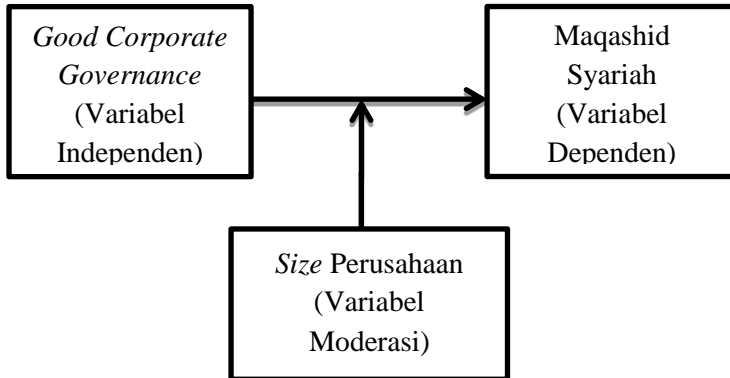 Good Corporate
Governance
(Variabel
Independen)
Maqashid
Syariah
(Variabel
Dependen)
Size Perusahaan
(Variabel
Moderasi)